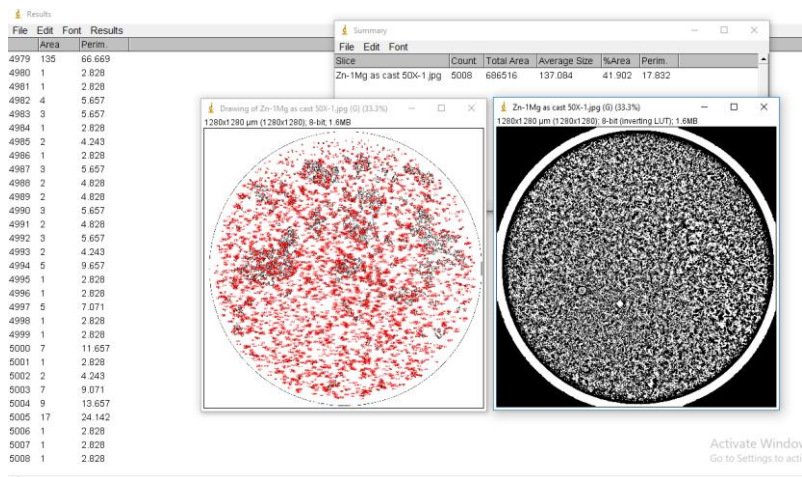 Results
File Edit Font Results
Area Perim.
4979 135 66.669
4980 1 2.828
4981 1 2.828
4982 4 5.657
4983 3 5.657
4984 1 2.828
4985 2 4.243
4986 1 2.828
4987 3 5.657
4988 2 4.828
4989 2 4.828
4990 3 5.657
4991 2 4.828
4992 3 5.657
4993 2 4.243
4994 5 9.657
4995 1 2.828
4996 1 2.828
4997 5 7.071
4998 1 2.828
4999 1 2.828
5000 7 11.657
5001 1 2.828
5002 2 4.243
5003 7 9.071
5004 9 13.657
5005 17 24.142
5006 1 2.828
5007 1 2.828
5008 1 2.828
Summary
File Edit Font
Slice Count Total Area Average Size %Area Perim.
Zn-1Mg as cast 50X-1.jpg 5008 686516 137.084 41.902 17.832
Drawing of Zn-1Mg as cast 50X-1.jpg (G) (33.3%)
1280x1280 µm (1280x1280); 8-bit; 1.6MB
Zn-1Mg as cast 50X-1.jpg (G) (33.3%)
1280x1280 µm (1280x1280); 8-bit (inverting LUT); 1.6MB
Activate Window
Go to Settings to acti